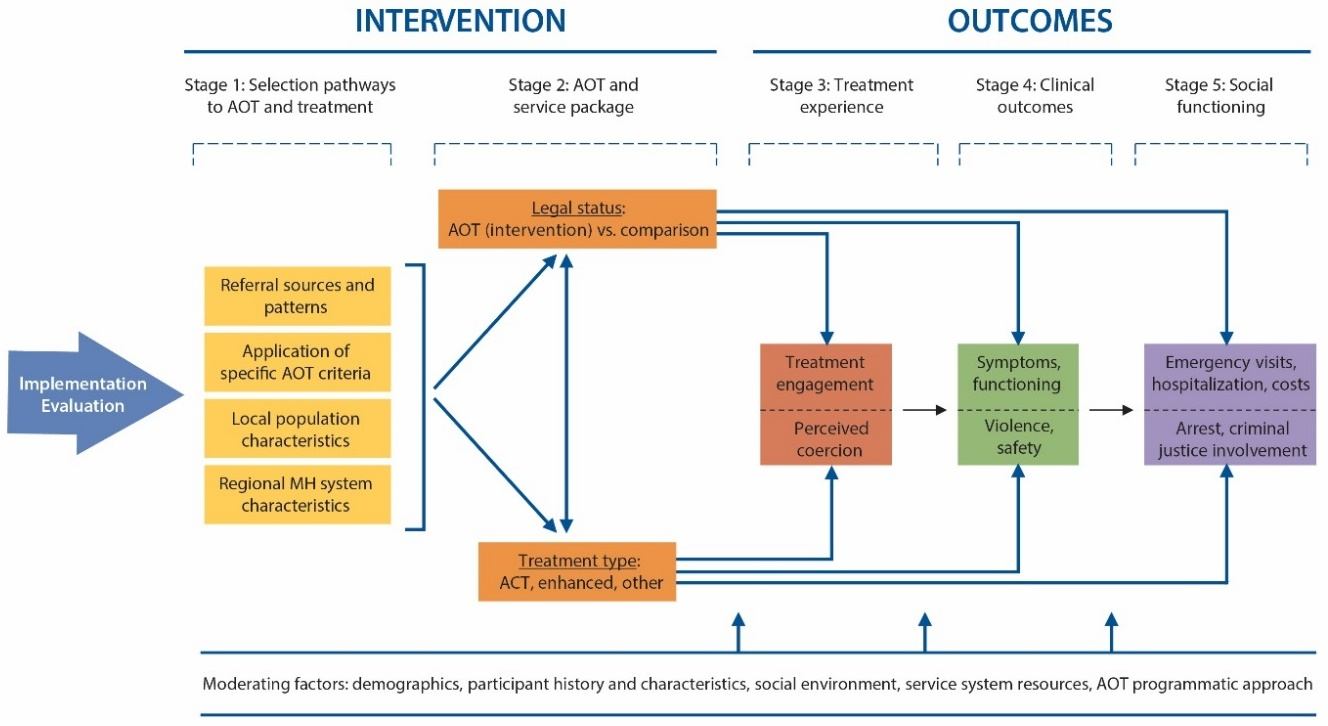 INTERVENTION
OUTCOMES
Stage 1: Selection pathways
to AOT and treatment
Stage 2: AOT and
service package
Stage 3: Treatment
experience
Stage 4: Clinical
outcomes
Stage 5: Social
functioning
Implementation
Evaluation
Referral sources and
patterns
Application of
specific AOT criteria
Local population
characteristics
Regional MH system
characteristics
Legal status:
AOT (intervention) vs. comparison
Treatment type:
ACT, enhanced, other
Treatment
engagement
Perceived
coercion
Symptoms,
functioning
Violence,
safety
Emergency visits,
hospitalization, costs
Arrest, criminal
justice involvement
Moderating factors: demographics, participant history and characteristics, social environment, service system resources, AOT programmatic approach